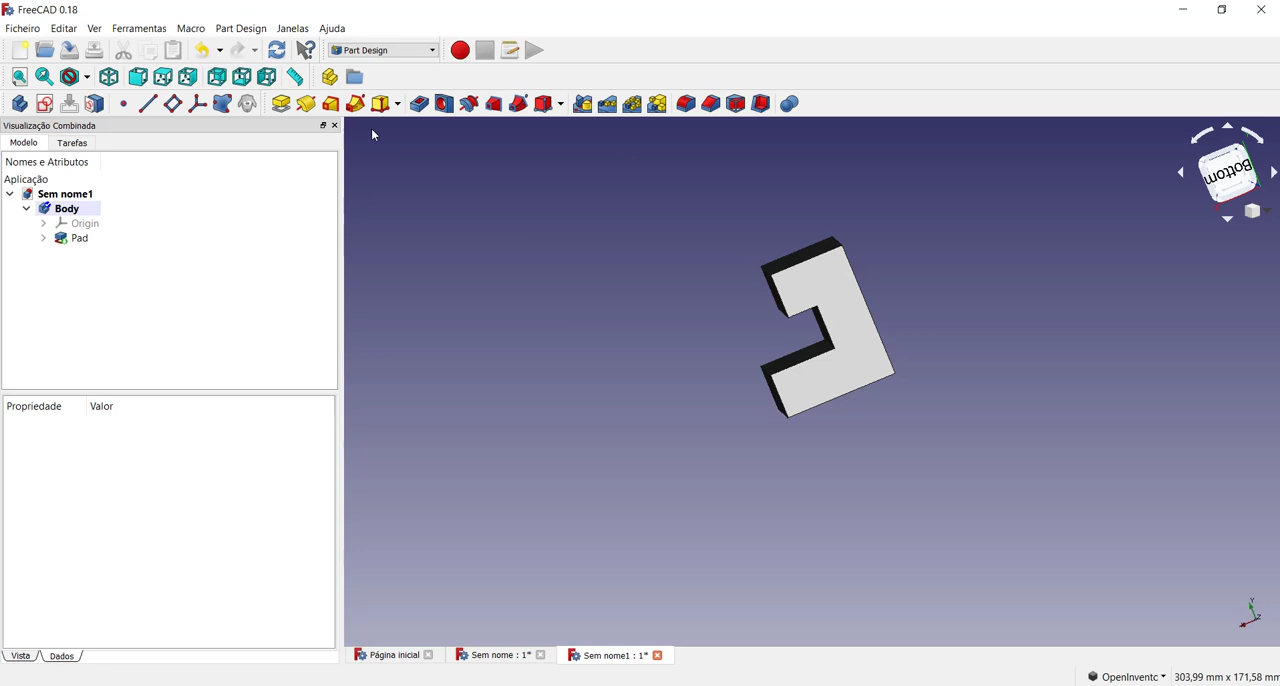 FreeCAD 0.18
Ficheiro Editar Ver Ferramentas Macro Part Design Janelas Ajuda
Part Design
Visualização Combinada
Modelo Tarefas
Nomes e Atributos
Aplicação
Sem nome1
Body
Origin
Pad
Bottom
Propriedade Valor
Y
Z
Vista Dados
Página inicial Sem nome : 1* Sem nome1 : 1*
OpenInventc 303,99 mm x 171,58 mm